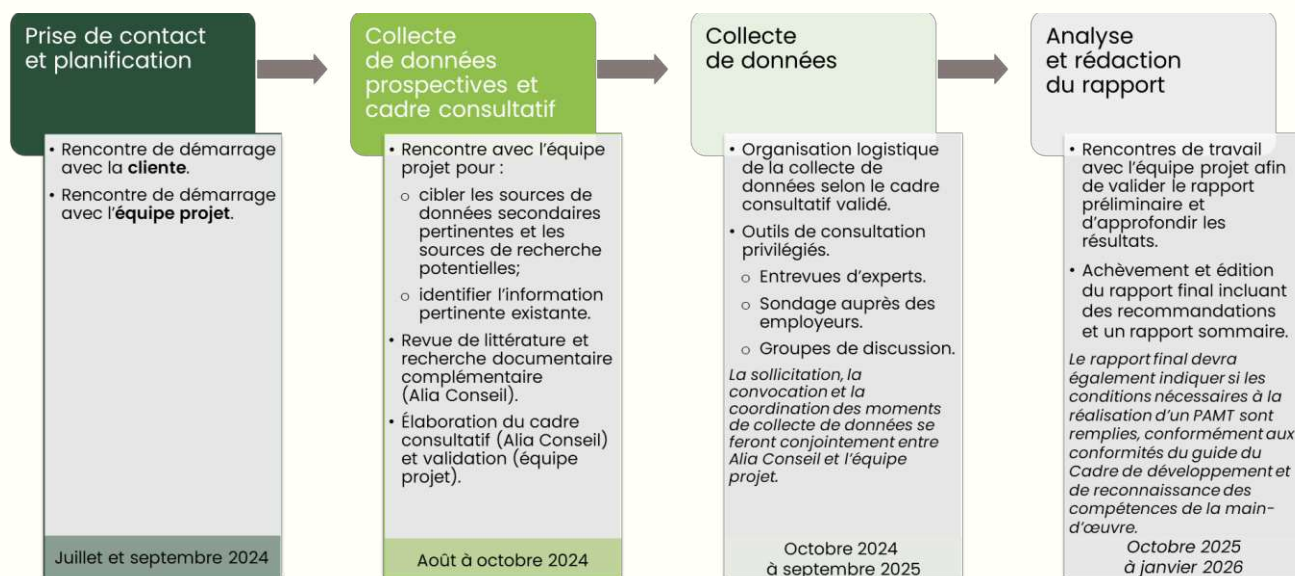 Prise de contact
et planification
• Rencontre de démarrage
avec la cliente.
• Rencontre de démarrage
avec l'équipe projet.
Juillet et septembre 2024
Collecte
de données
prospectives et
cadre consultatif
• Rencontre avec l'équipe
projet pour :
o cibler les sources de
données secondaires
pertinentes et les
sources de recherche
potentielles;
o identifier l'information
pertinente existante.
• Revue de littérature et
recherche documentaire
complémentaire
(Alia Conseil).
• Élaboration du cadre
consultatif (Alia Conseil)
et validation (équipe
projet).
Août à octobre 2024
Collecte
de données
• Organisation logistique
de la collecte de
données selon le cadre
consultatif validé.
• Outils de consultation
privilégiés.
o Entrevues d'experts.
o Sondage auprès des
employeurs.
o Groupes de discussion.
La sollicitation, la
convocation et la
coordination des moments
de collecte de données se
feront conjointement entre
Alia Conseil et l'équipe
projet.
Octobre 2024
à septembre 2025
Analyse
et rédaction
du rapport
• Rencontres de travail
avec l'équipe projet afin
de valider le rapport
préliminaire et
d'approfondir les
résultats.
• Achèvement et édition
du rapport final incluant
des recommandations
et un rapport sommaire.
Le rapport final devra
également indiquer si les
conditions nécessaires à la
réalisation d'un PAMT sont
remplies, conformément aux
conformités du guide du
Cadre de développement et
de reconnaissance des
compétences de la main-
d'œuvre.
Octobre 2025
à janvier 2026